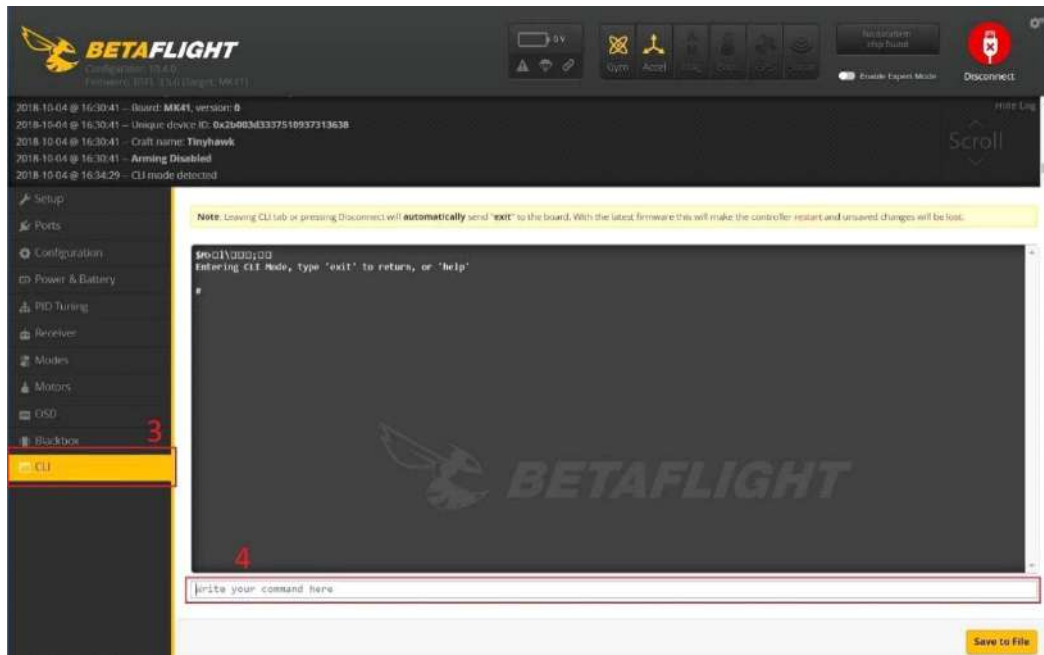 BETAFLIGHT
0 V
Gyro Accel
Enable Expert Mode
Disconnect
2018-10-04 @ 16:30:41 -- Board: MK41, version: 0
2018-10-04 @ 16:30:41 -- Unique device ID: 0x2b003d3337510937313638
2018-10-04 @ 16:30:41 -- Craft name: Tinyhawk
2018-10-04 @ 16:30:41 -- Arming Disabled
2018-10-04 @ 16:34:29 -- CLI mode detected
Hide Log
Scroll
Setup
Ports
Configuration
Power & Battery
PID Tuning
Receiver
Modes
Motors
OSD
Blackbox
3
CLI
Note: Leaving CLI tab or pressing Disconnect will automatically send "exit" to the board. With the latest firmware this will make the controller restart and unsaved changes will be lost.
Entering CLI Mode, type 'exit' to return, or 'help'
#
BETAFLIGHT
4
Write your command here
Save to File